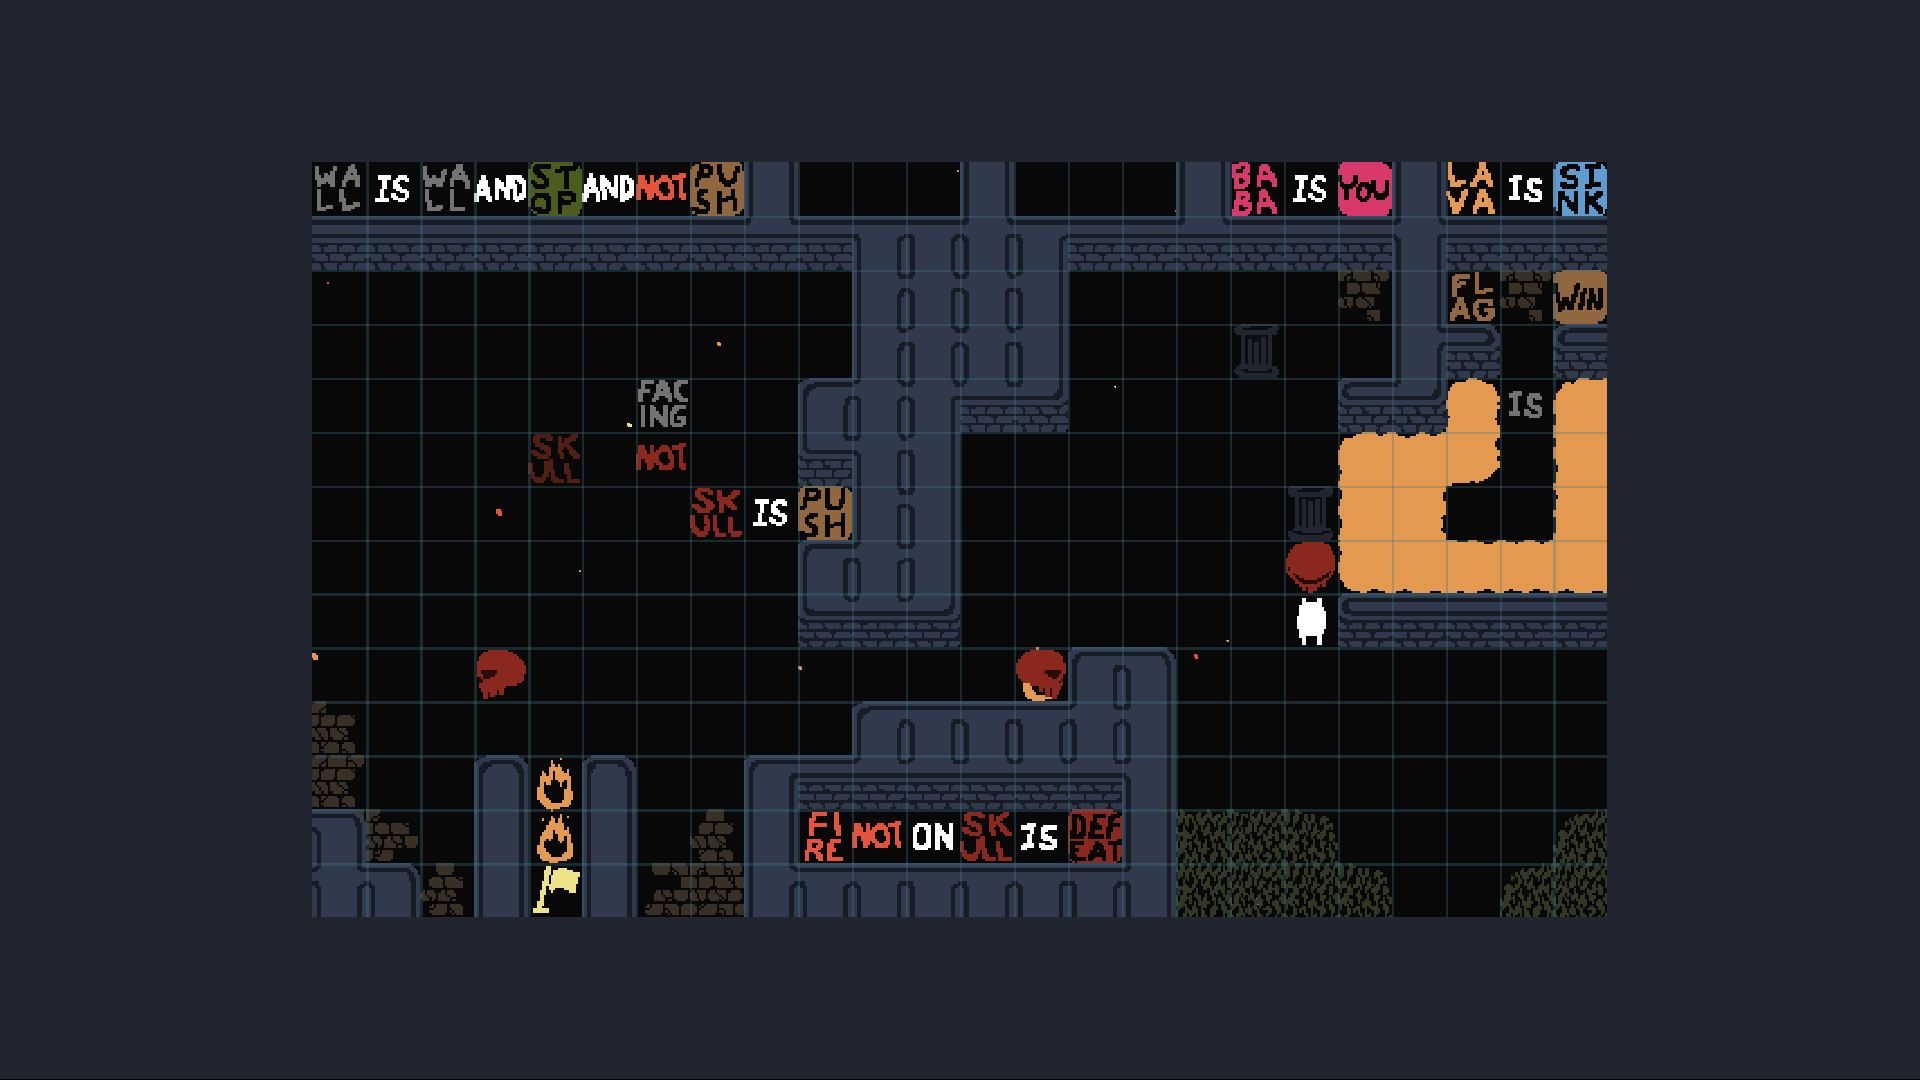 WALL IS WALL AND STOP AND NOT PUSH BABA IS YOU LAVA IS SINK
FLAG WIN
FACING IS
SKULL NOT
SKULL IS PUSH
FIRE NOT ON SKULL IS DEFEAT